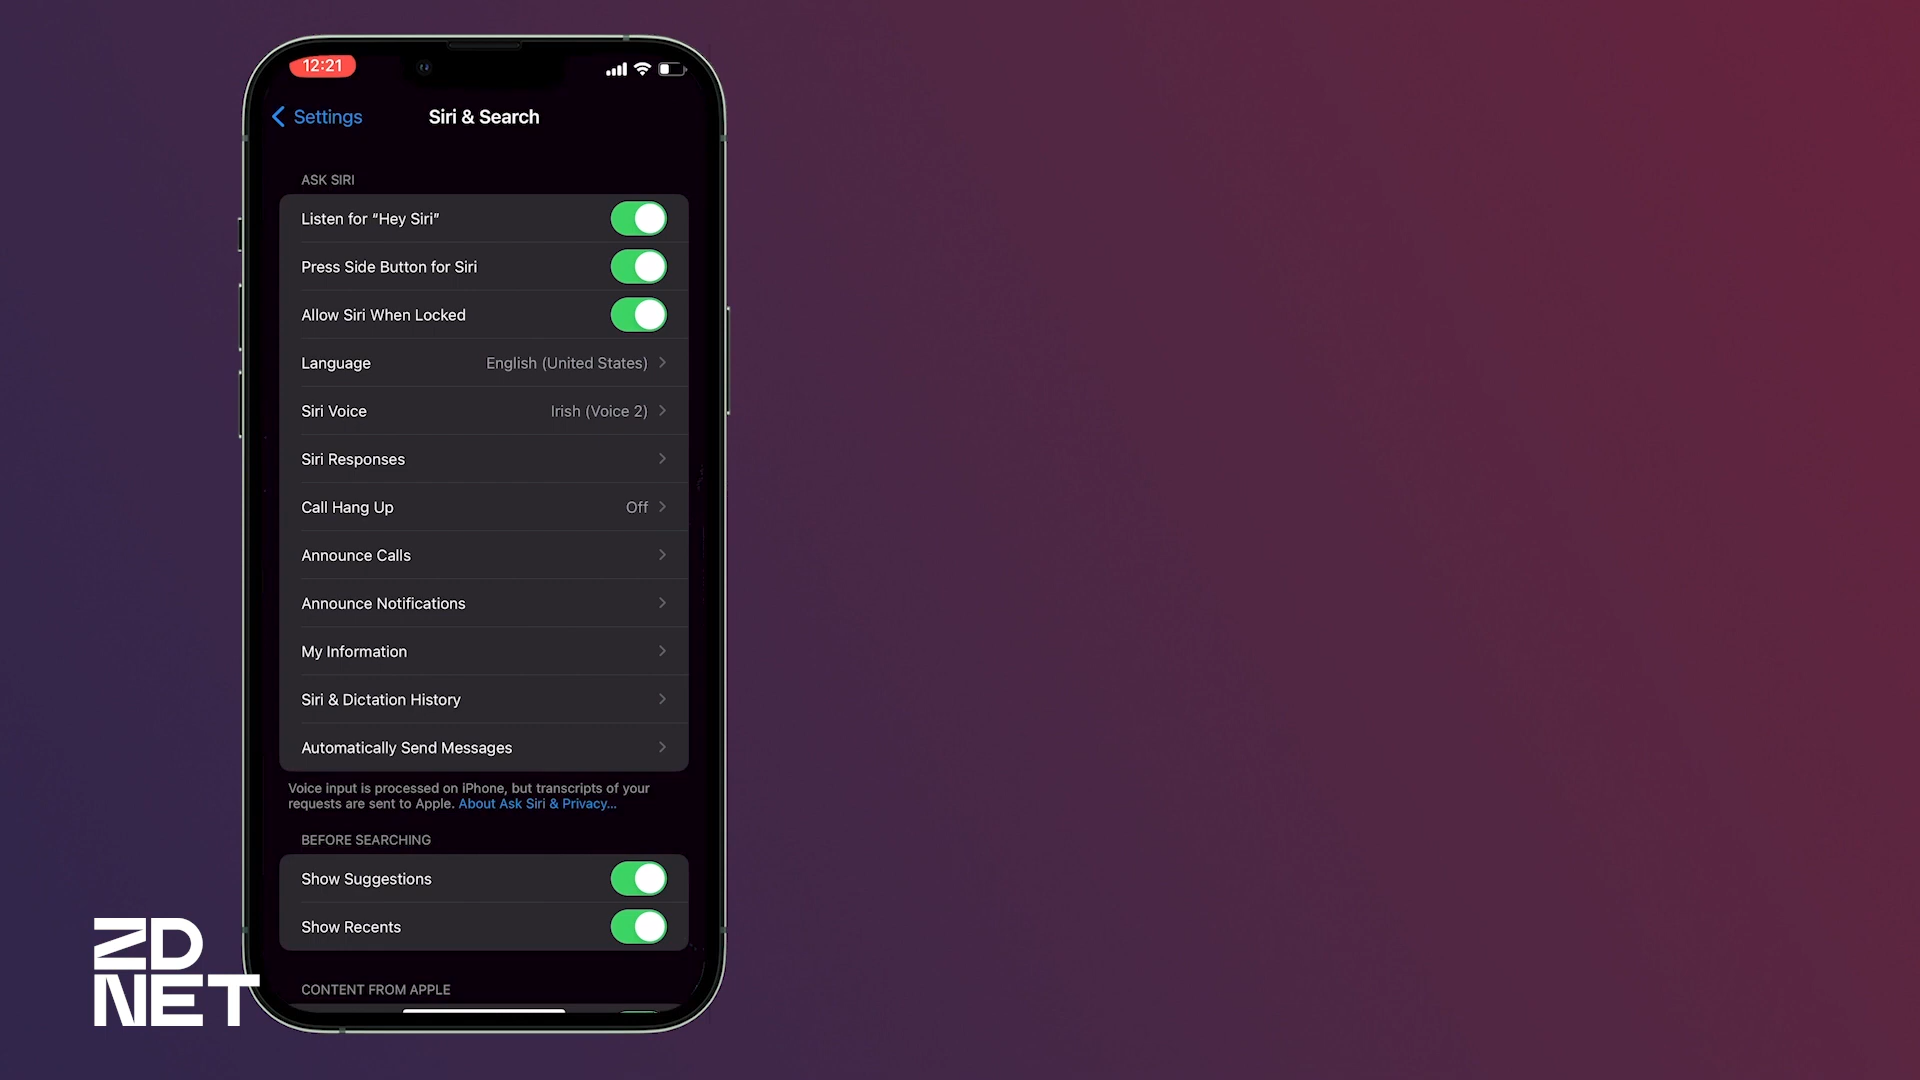 12:21
Settings
Siri & Search
ASK SIRI
Listen for “Hey Siri”
Press Side Button for Siri
Allow Siri When Locked
Language English (United States)
Siri Voice Irish (Voice 2)
Siri Responses
Call Hang Up Off
Announce Calls
Announce Notifications
My Information
Siri & Dictation History
Automatically Send Messages
Voice input is processed on iPhone, but transcripts of your
requests are sent to Apple. About Ask Siri & Privacy...
BEFORE SEARCHING
Show Suggestions
Show Recents
CONTENT FROM APPLE
ZD
NET